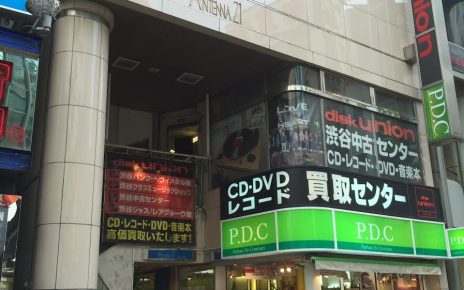 ANTENNA 21
disk union
渋谷パンク・ヘヴィメタル館
渋谷クラブミュージックショップ
渋谷中古センター
渋谷ジャズ/レアグルーヴ館
CD・レコード・DVD・音楽本
高価買取いたします!
disk union
渋谷中古センター
CD・レコード・DVD・音楽本
CD・DVD
レコード
買取センター
disk union
P.D.C
P.D.C
union
P.D.C